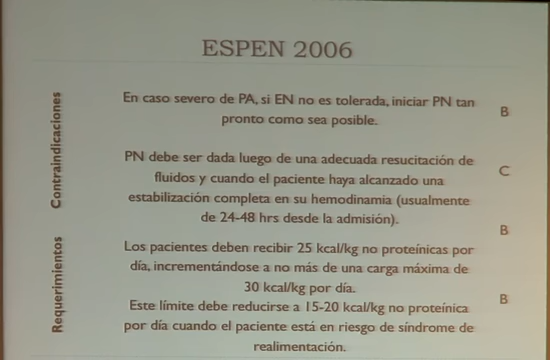 ESPEN 2006
Contraindicaciones
En caso severo de PA, si EN no es tolerada, iniciar PN tan
pronto como sea posible.
B
PN debe ser dada luego de una adecuada resucitación de
fluidos y cuando el paciente haya alcanzado una
estabilización completa en su hemodinamia (usualmente
de 24-48 hrs desde la admisión).
C
Requerimientos
B
Los pacientes deben recibir 25 kcal/kg no proteínicas por
día, incrementándose a no más de una carga máxima de
30 kcal/kg por día.
Este límite debe reducirse a 15-20 kcal/kg no proteínica
por día cuando el paciente está en riesgo de síndrome de
realimentación.
B